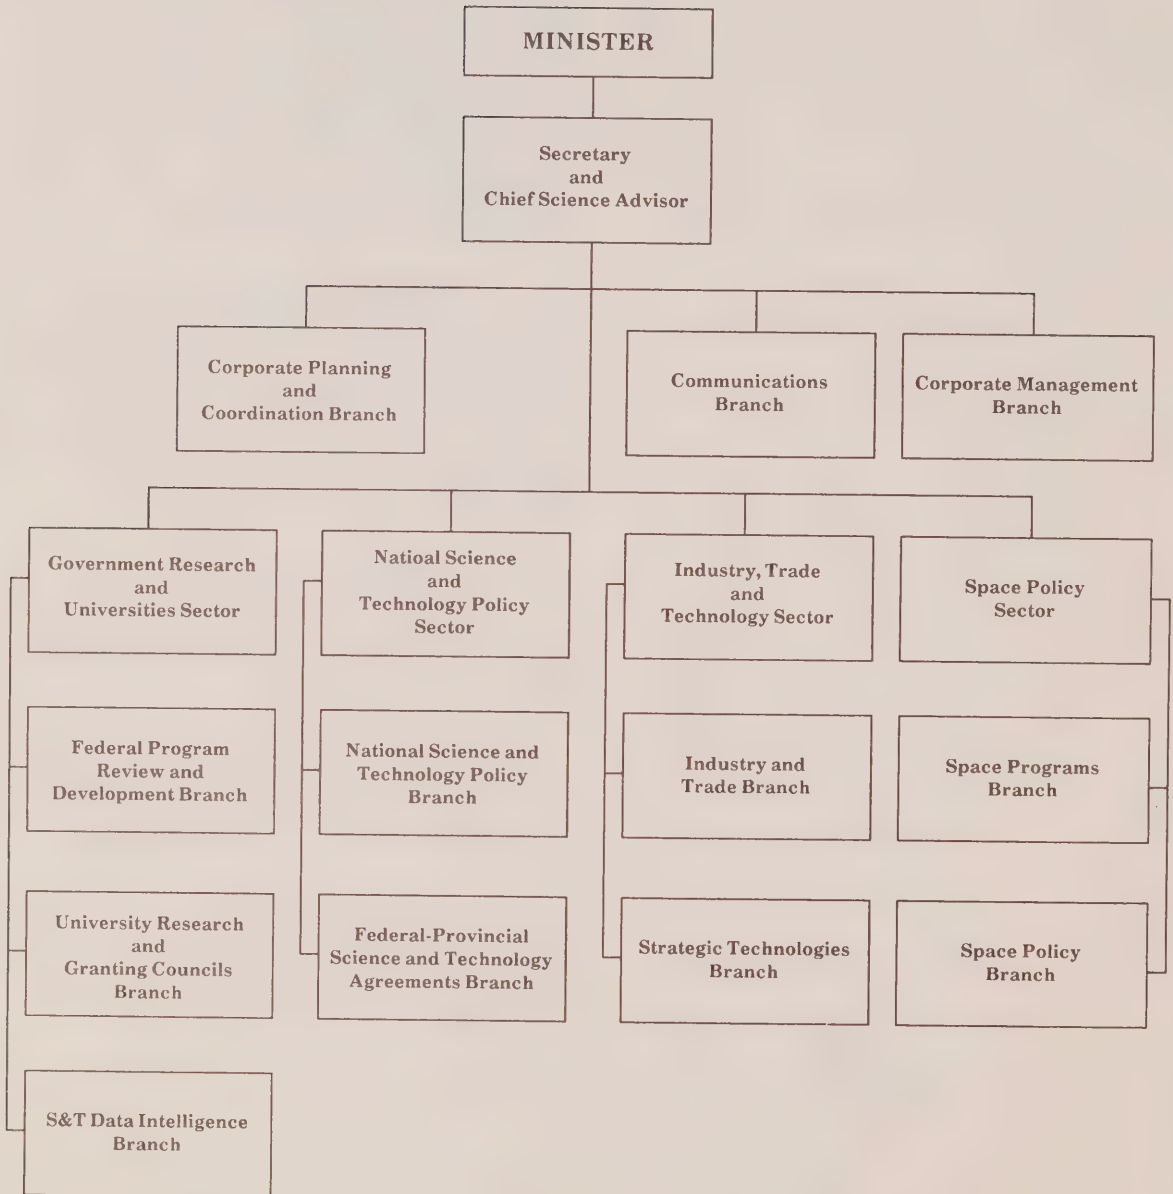 MINISTER
Secretary
and
Chief Science Advisor
Corporate Planning
and
Coordination Branch
Communications
Branch
Corporate Management
Branch
Government Research
and
Universities Sector
Natioal Science
and
Technology Policy
Sector
Industry, Trade
and
Technology Sector
Space Policy
Sector
Federal Program
Review and
Development Branch
National Science and
Technology Policy
Branch
Industry and
Trade Branch
Space Programs
Branch
University Research
and
Granting Councils
Branch
Federal-Provincial
Science and Technology
Agreements Branch
Strategic Technologies
Branch
Space Policy
Branch
S&T Data Intelligence
Branch